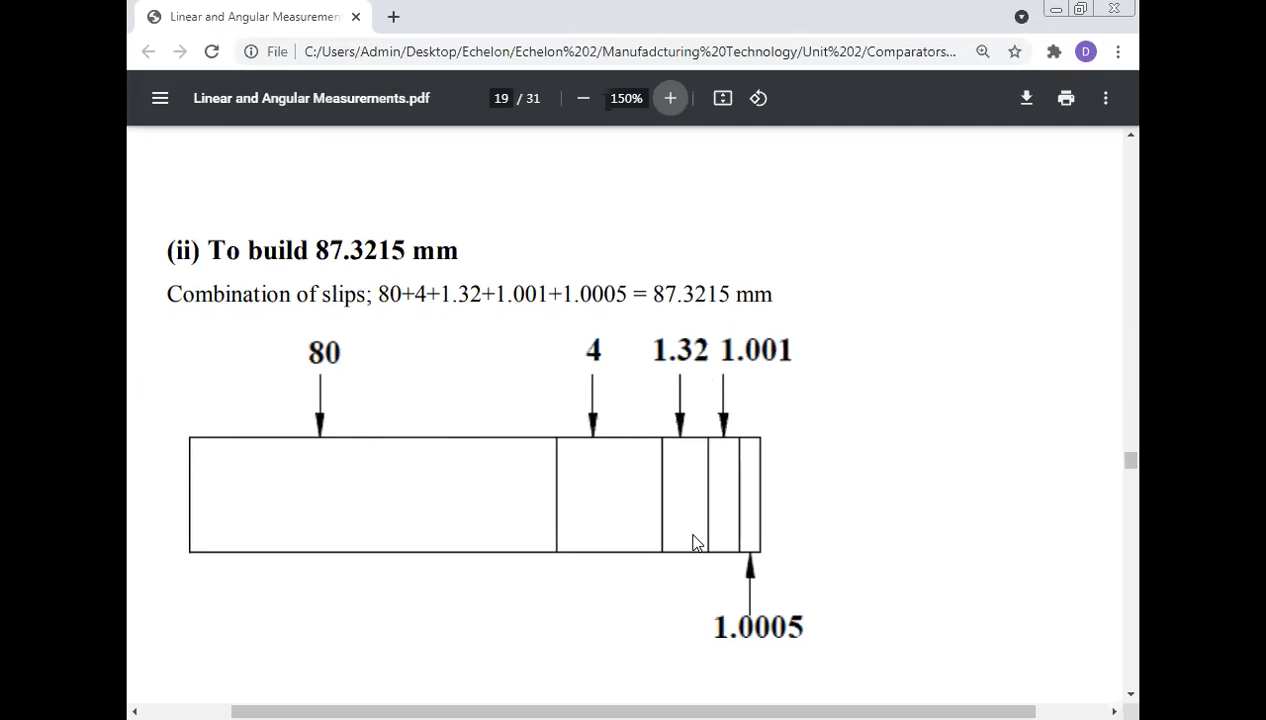 Linear and Angular Measuremen
File
C:/Users/Admin/Desktop/Echelon/Echelon%202/Manufadcturing%20Technology/Unit%202/Comparators...
D
Linear and Angular Measurements.pdf
19 / 31
150%
(ii) To build 87.3215 mm
Combination of slips; 80+4+1.32+1.001+1.0005 = 87.3215 mm
80 4 1.32 1.001
1.0005